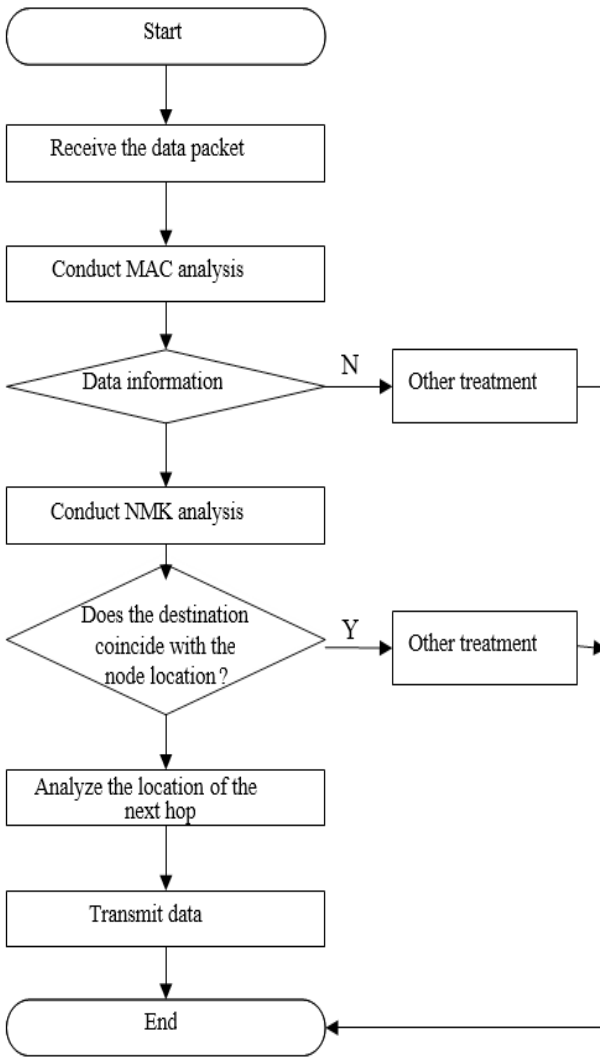 Start
Receive the data packet
Conduct MAC analysis
Data information
N
Other treatment
Conduct NMK analysis
Does the destination
coincide with the
node location?
Y
Other treatment
Analyze the location of the
next hop
Transmit data
End